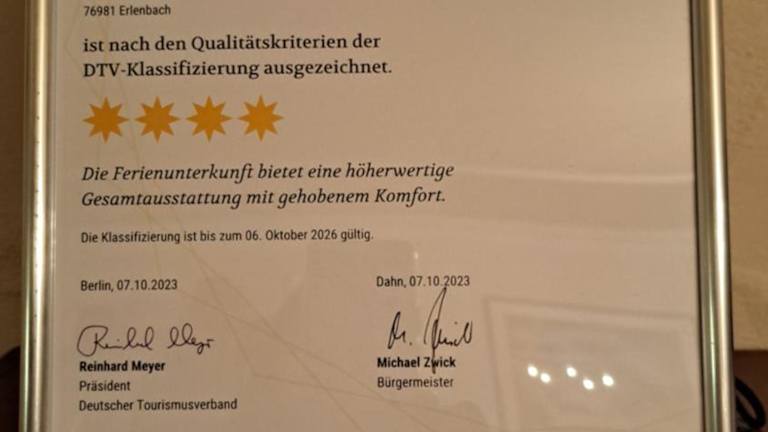 76981 Erlenbach
ist nach den Qualitätskriterien der
DTV-Klassifizierung ausgezeichnet.
Die Ferienunterkunft bietet eine höherwertige
Gesamtausstattung mit gehobenem Komfort.
Die Klassifizierung ist bis zum 06. Oktober 2026 gültig.
Berlin, 07.10.2023
Dahn, 07.10.2023
Reinhard Meyer
Präsident
Deutscher Tourismusverband
Michael Zwick
Bürgermeister